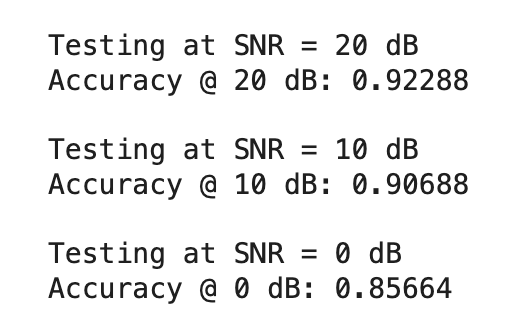 Testing at SNR = 20 dB
Accuracy @ 20 dB: 0.92288
Testing at SNR = 10 dB
Accuracy @ 10 dB: 0.90688
Testing at SNR = 0 dB
Accuracy @ 0 dB: 0.85664